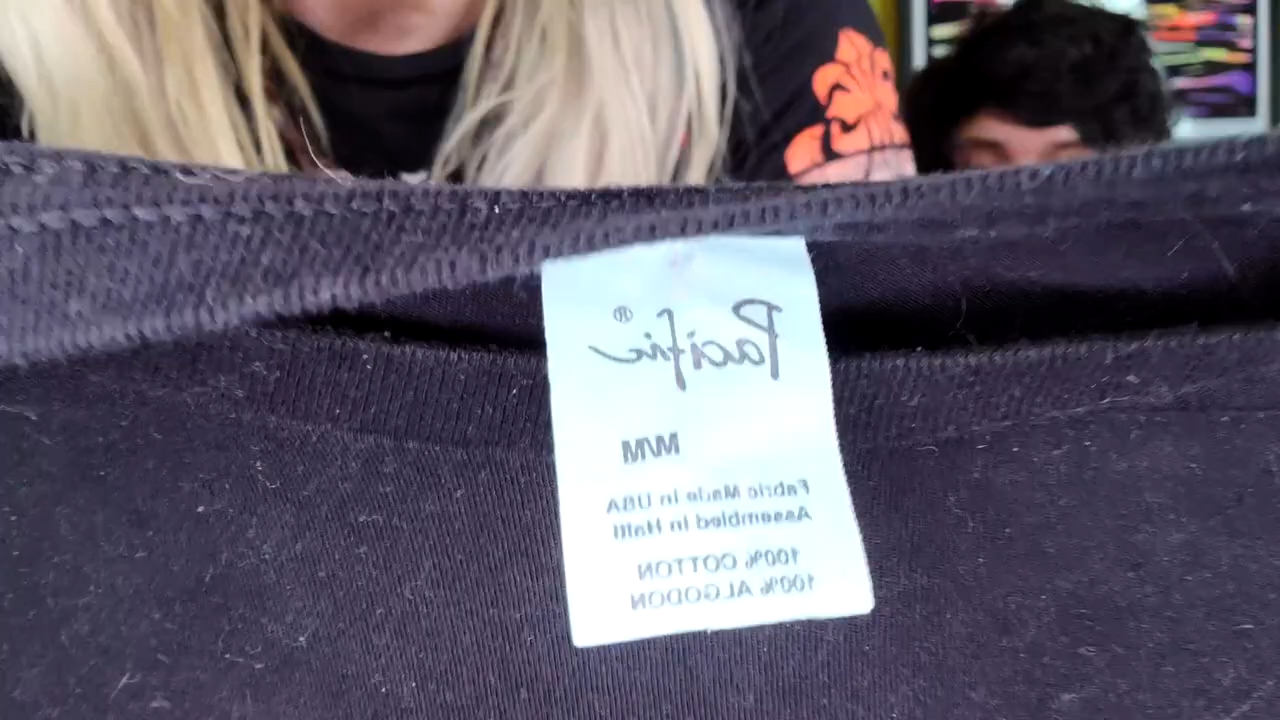 Pacific®
M\M
Fabric Made in USA
Assembled in Haiti
100% COTTON
100% ALGODON